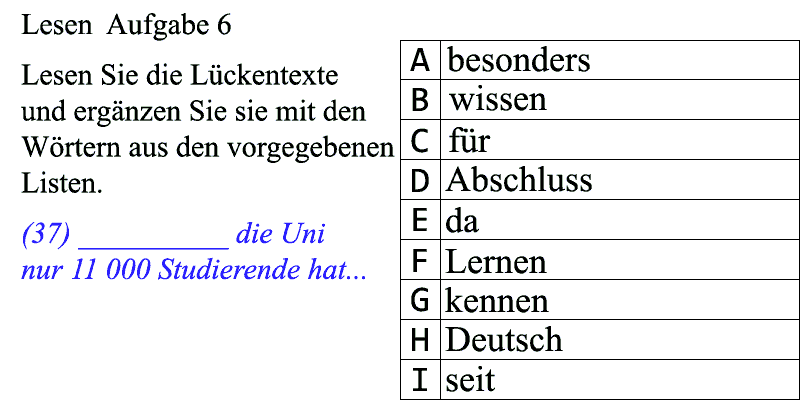 Lesen Aufgabe 6
Lesen Sie die Lückentexte
und ergänzen Sie sie mit den
Wörtern aus den vorgegebenen
Listen.
(37) __________ die Uni
nur 11 000 Studierende hat...
A besonders
B wissen
C für
D Abschluss
E da
F Lernen
G kennen
H Deutsch
I seit